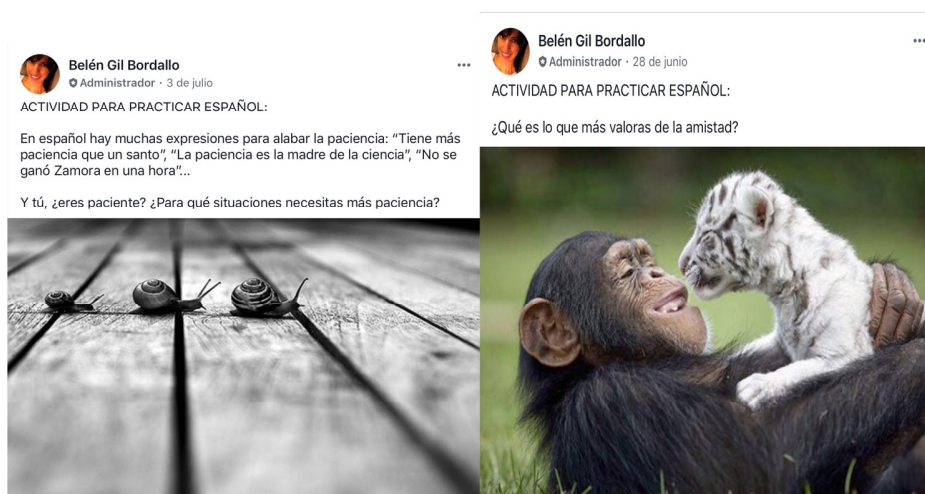 Belén Gil Bordallo
Administrador · 3 de julio
ACTIVIDAD PARA PRACTICAR ESPAÑOL:
En español hay muchas expresiones para alabar la paciencia: “Tiene más
paciencia que un santo”, “La paciencia es la madre de la ciencia”, “No se
ganó Zamora en una hora”...
Y tú, ¿eres paciente? ¿Para qué situaciones necesitas más paciencia?
Belén Gil Bordallo
Administrador · 28 de junio
ACTIVIDAD PARA PRACTICAR ESPAÑOL:
¿Qué es lo que más valoras de la amistad?